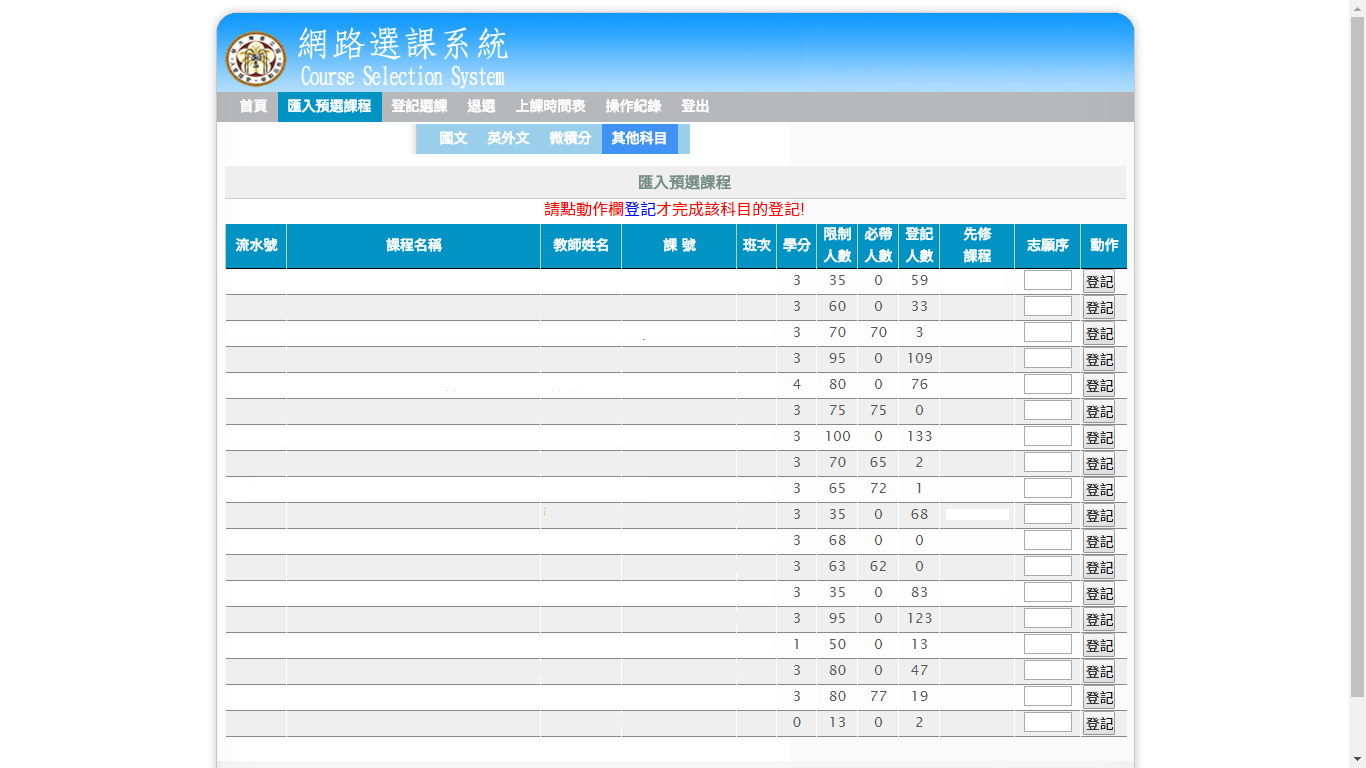 網路選課系統
Course Selection System
首頁 匯入預選課程 登記選課 退選 上課時間表 操作紀錄 登出
國文 英外文 微積分 其他科目
匯入預選課程
請點動作欄登記才完成該科目的登記!
流水號 課程名稱 教師姓名 課 號 班次 學分 限制人數 必帶人數 登記人數 先修課程 志願序 動作
3 35 0 59 登記
3 60 0 33 登記
3 70 70 3 登記
3 95 0 109 登記
4 80 0 76 登記
3 75 75 0 登記
3 100 0 133 登記
3 70 65 2 登記
3 65 72 1 登記
3 35 0 68 登記
3 68 0 0 登記
3 63 62 0 登記
3 35 0 83 登記
3 95 0 123 登記
1 50 0 13 登記
3 80 0 47 登記
3 80 77 19 登記
0 13 0 2 登記